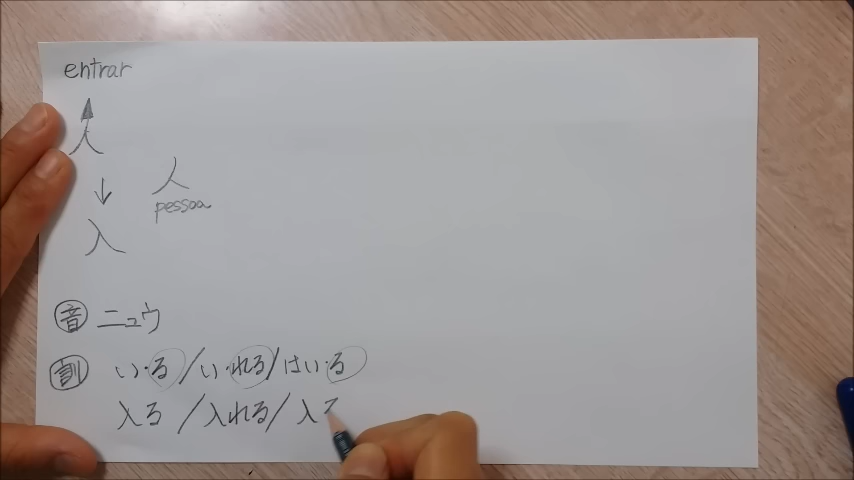 entrar
人
↓ 人
pessoa
入
音 ニュウ
訓 い・る/い・れる/はい・る
入る/入れる/入る